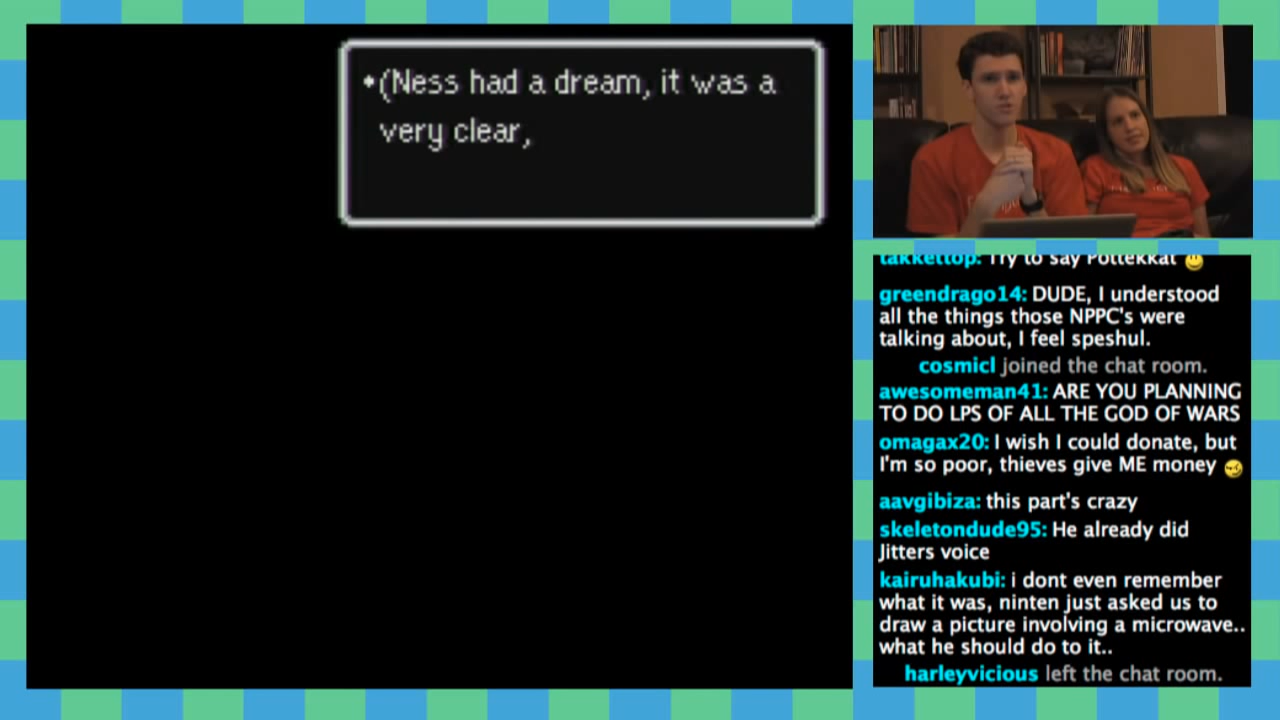 •(Ness had a dream, it was a
very clear,
takkettop: Try to say Pottekkat
greendrago14: DUDE, I understood
all the things those NPPC's were
talking about, I feel speshul.
cosmicl joined the chat room.
awesomeman41: ARE YOU PLANNING
TO DO LPS OF ALL THE GOD OF WARS
omagax20: I wish I could donate, but
I'm so poor, thieves give ME money
aavgibiza: this part's crazy
skeletondude95: He already did
Jitters voice
kairuhakubi: i dont even remember
what it was, ninten just asked us to
draw a picture involving a microwave..
what he should do to it..
harleyvicious left the chat room.